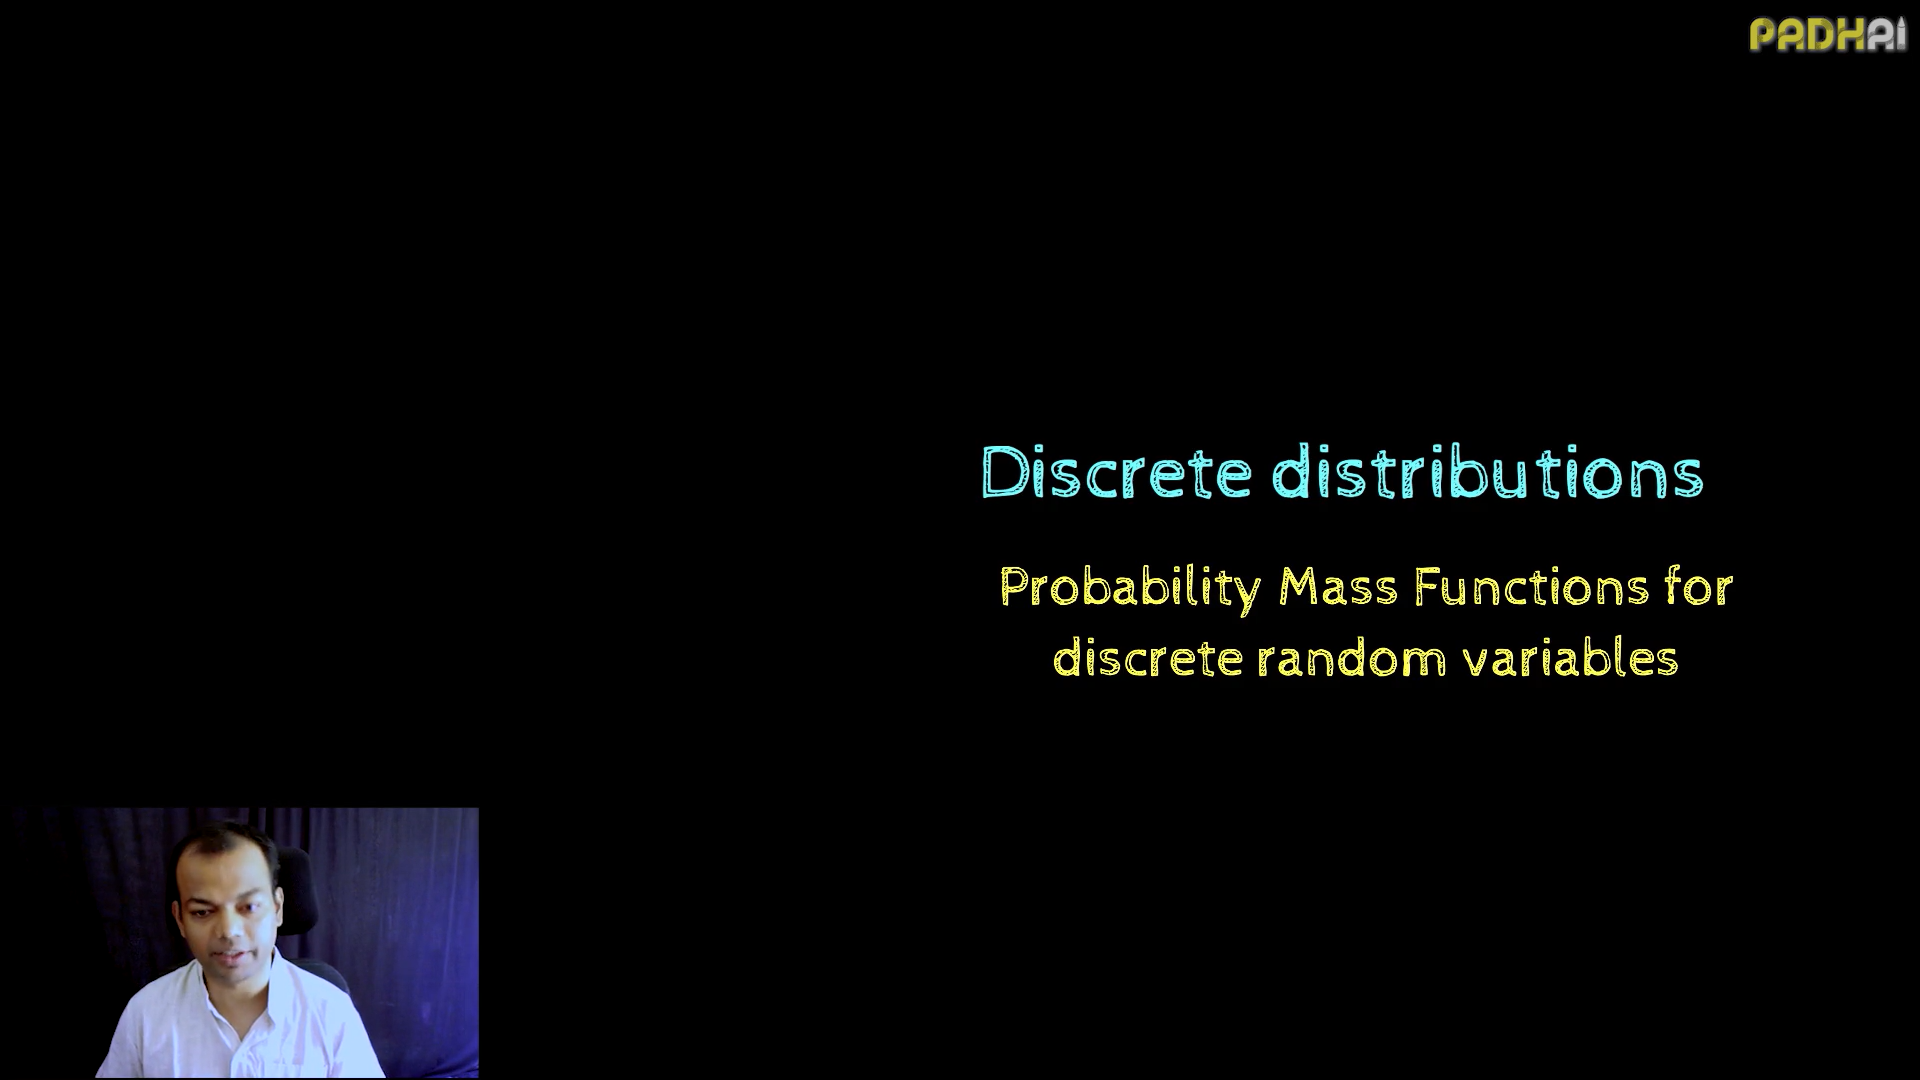 PADHAI
Discrete distributions
Probability Mass Functions for
discrete random variables